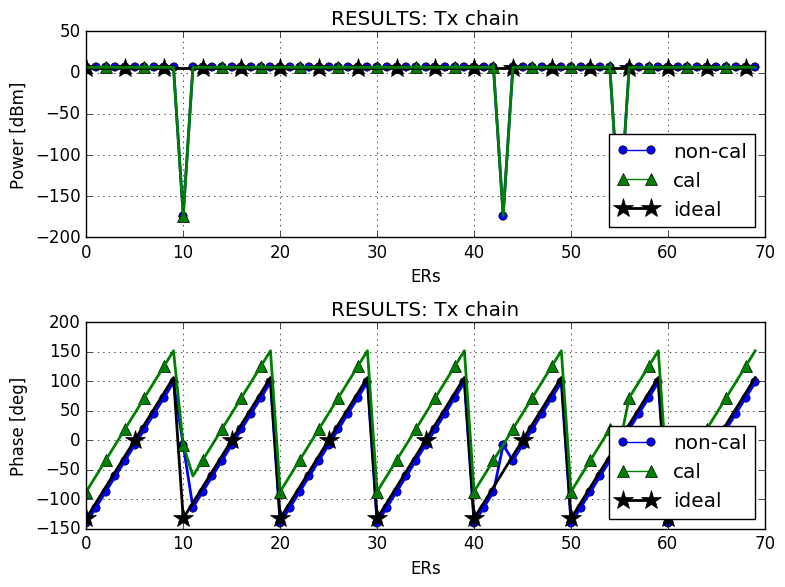 RESULTS: Tx chain
50
0
−50
−100
−150
−200
Power [dBm]
non-cal
cal
ideal
0 10 20 30 40 50 60 70
ERs
RESULTS: Tx chain
200
150
100
50
0
−50
−100
−150
Phase [deg]
non-cal
cal
ideal
0 10 20 30 40 50 60 70
ERs